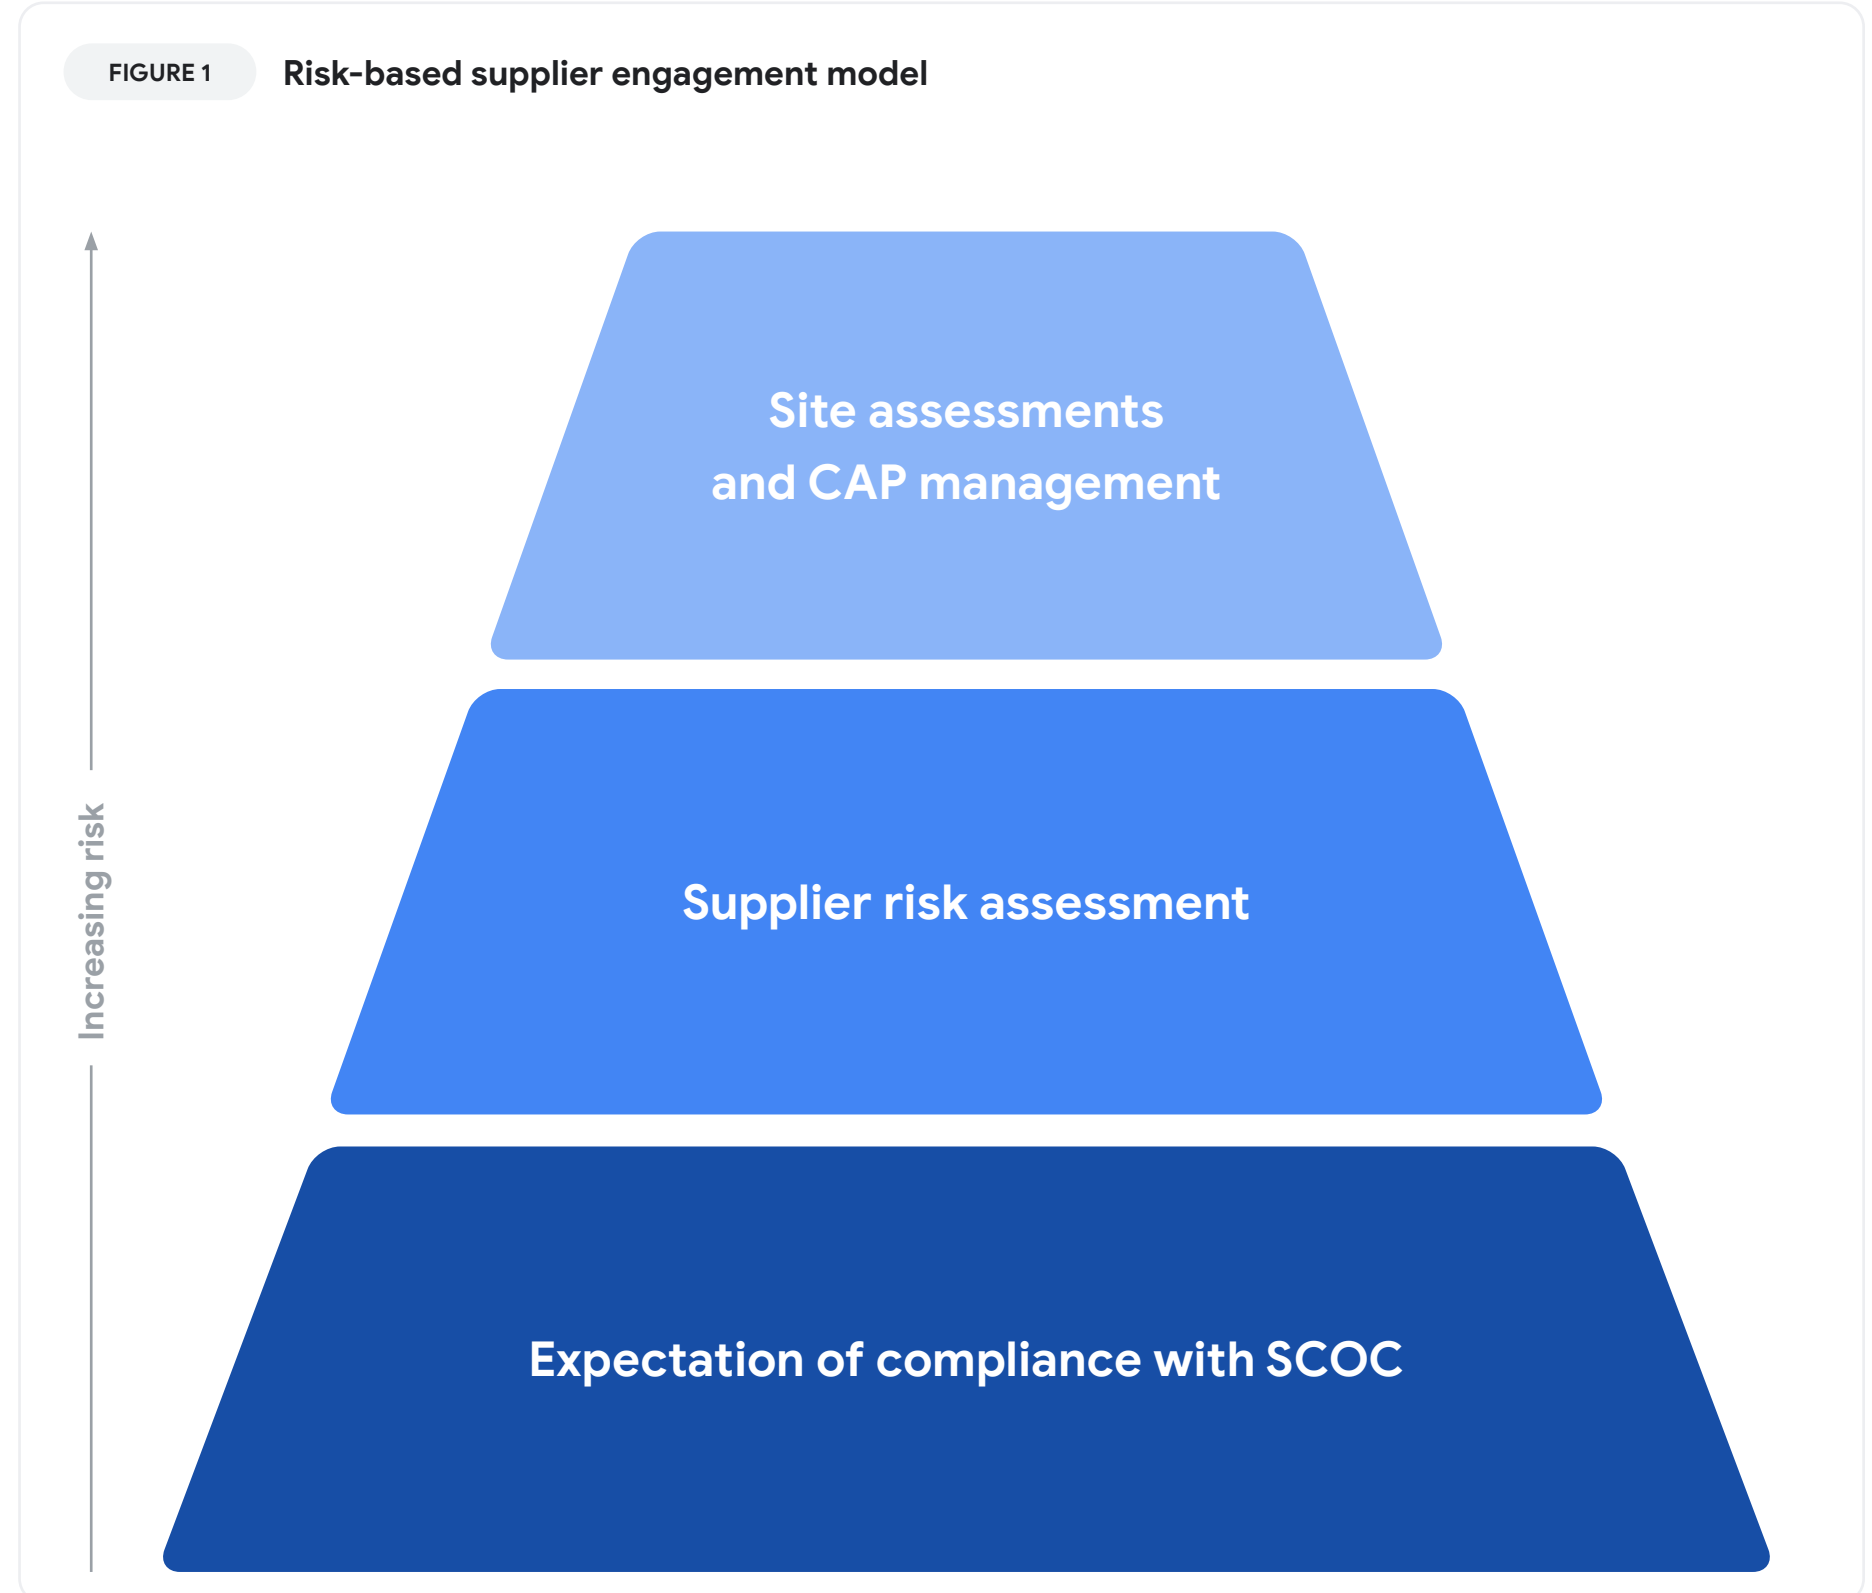 FIGURE 1
Risk-based supplier engagement model
Site assessments
and CAP management
Supplier risk assessment
Increasing risk
Expectation of compliance with SCOC